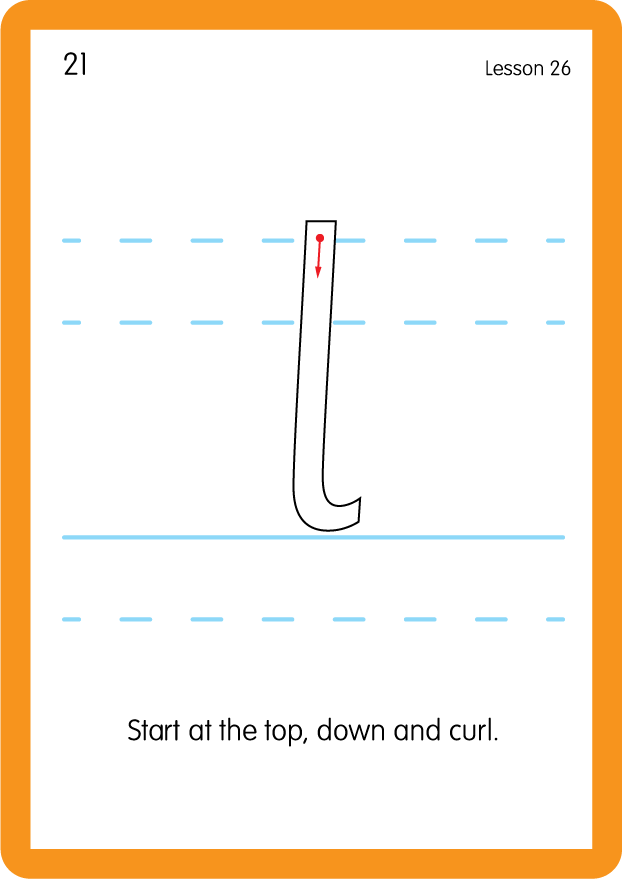 21
Lesson 26
l
Start at the top, down and curl.